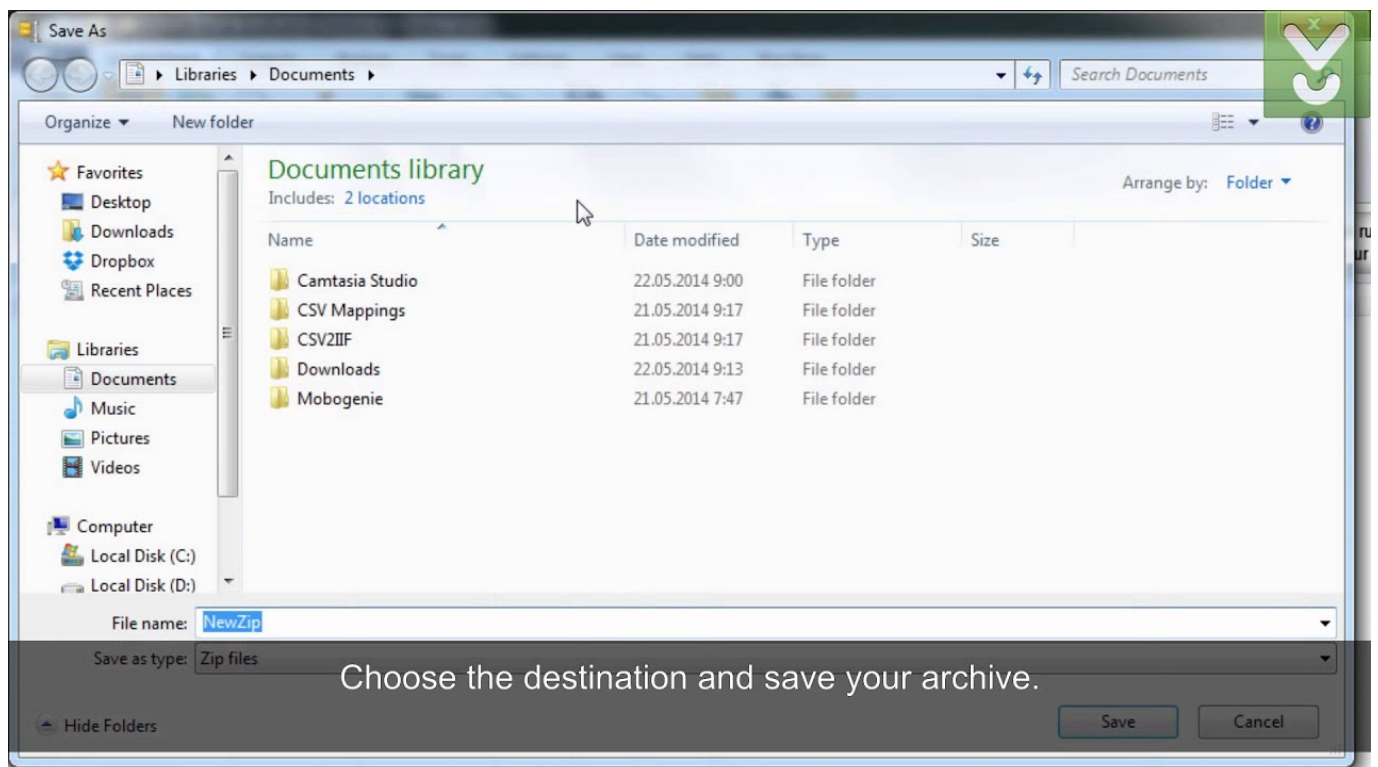 Save As
Libraries Documents
Search Documents
Organize New folder
Favorites
Desktop
Downloads
Dropbox
Recent Places
Libraries
Documents
Music
Pictures
Videos
Computer
Local Disk (C:)
Local Disk (D:)
Documents library
Includes: 2 locations
Arrange by: Folder
Name Date modified Type Size
Camtasia Studio 22.05.2014 9:00 File folder
CSV Mappings 21.05.2014 9:17 File folder
CSV2IIF 21.05.2014 9:17 File folder
Downloads 22.05.2014 9:13 File folder
Mobogenie 21.05.2014 7:47 File folder
ru
ur
File name: NewZip
Save as type: Zip files
Choose the destination and save your archive.
Hide Folders
Save Cancel